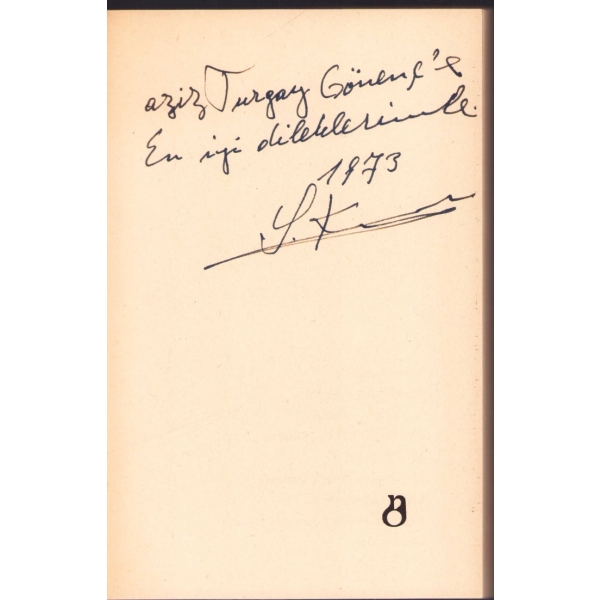 aziz Turgay Gönenç'e
En iyi dileklerimle.
1973